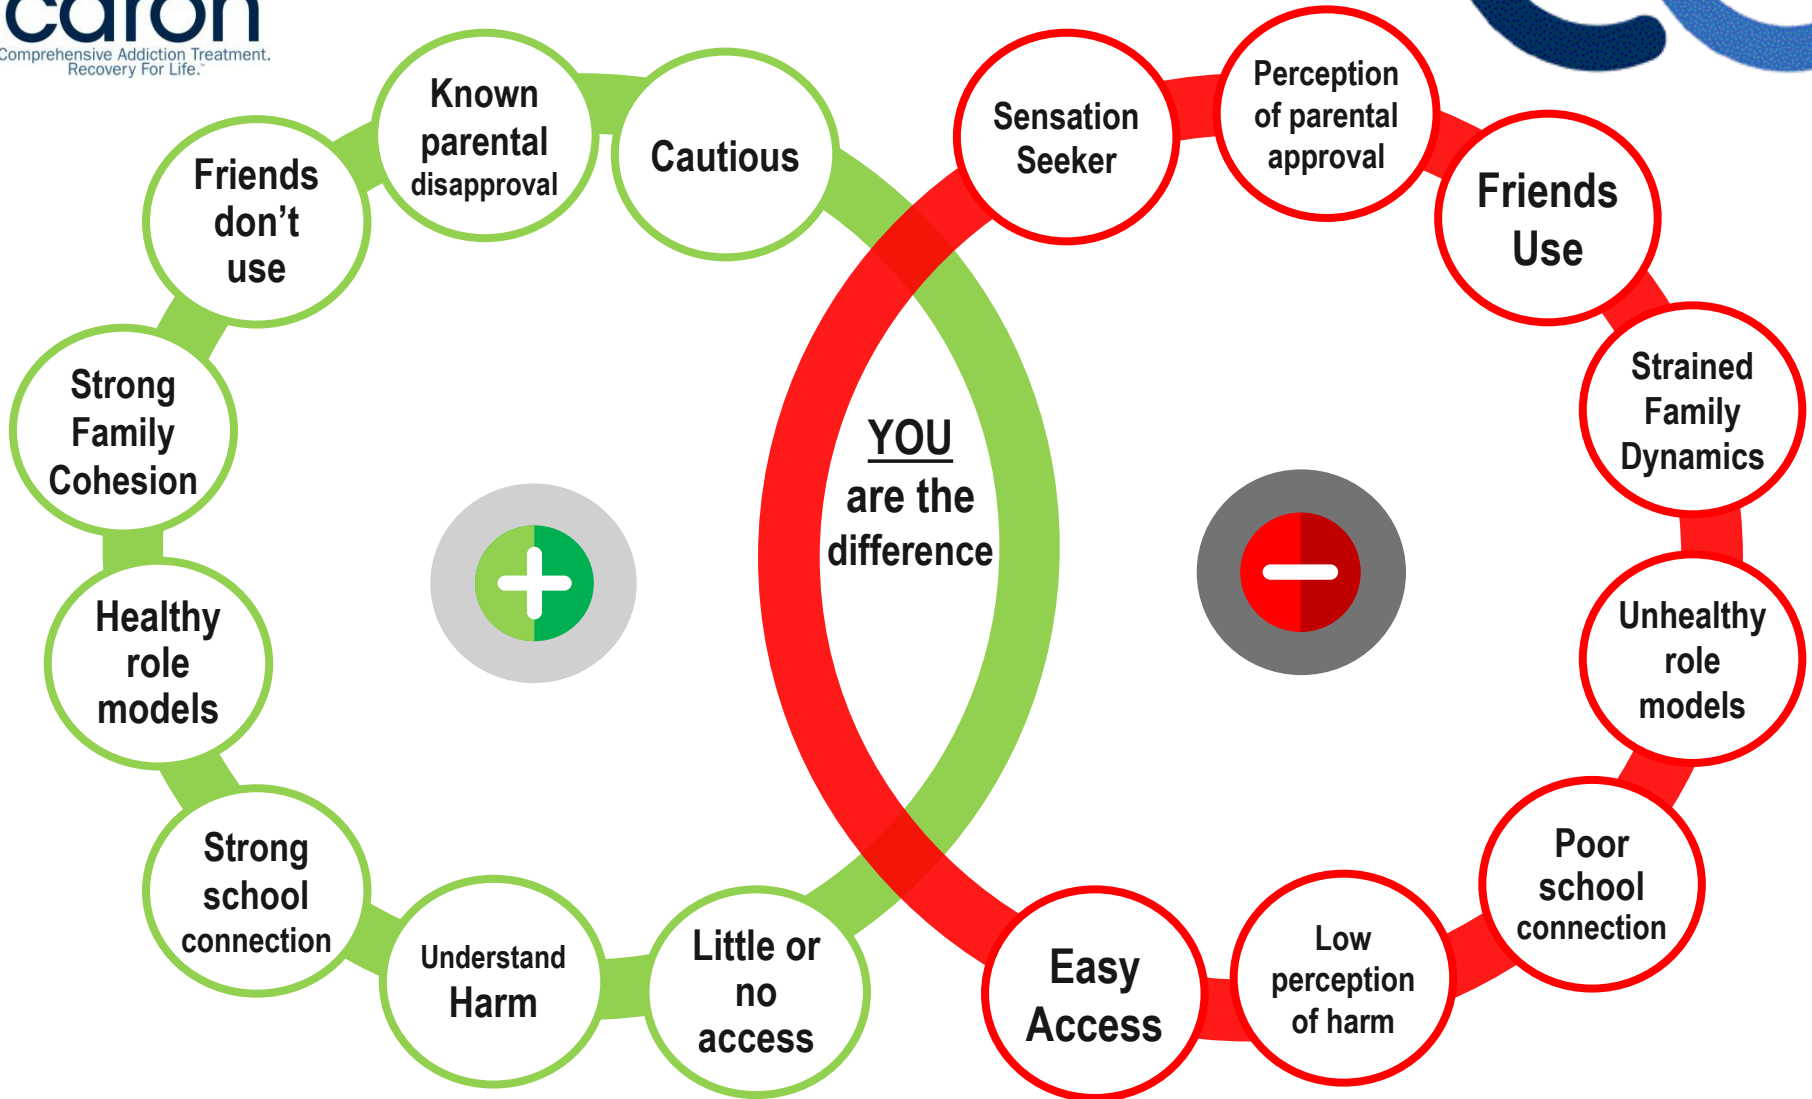 caron
Comprehensive Addiction Treatment.
Recovery For Life.
Known
parental
disapproval
Cautious
Friends
don't
use
Strong
Family
Cohesion
Healthy
role
models
Strong
school
connection
Understand
Harm
Little or
no
access
YOU
are the
difference
Sensation
Seeker
Perception
of parental
approval
Friends
Use
Strained
Family
Dynamics
Unhealthy
role
models
Poor
school
connection
Low
perception
of harm
Easy
Access